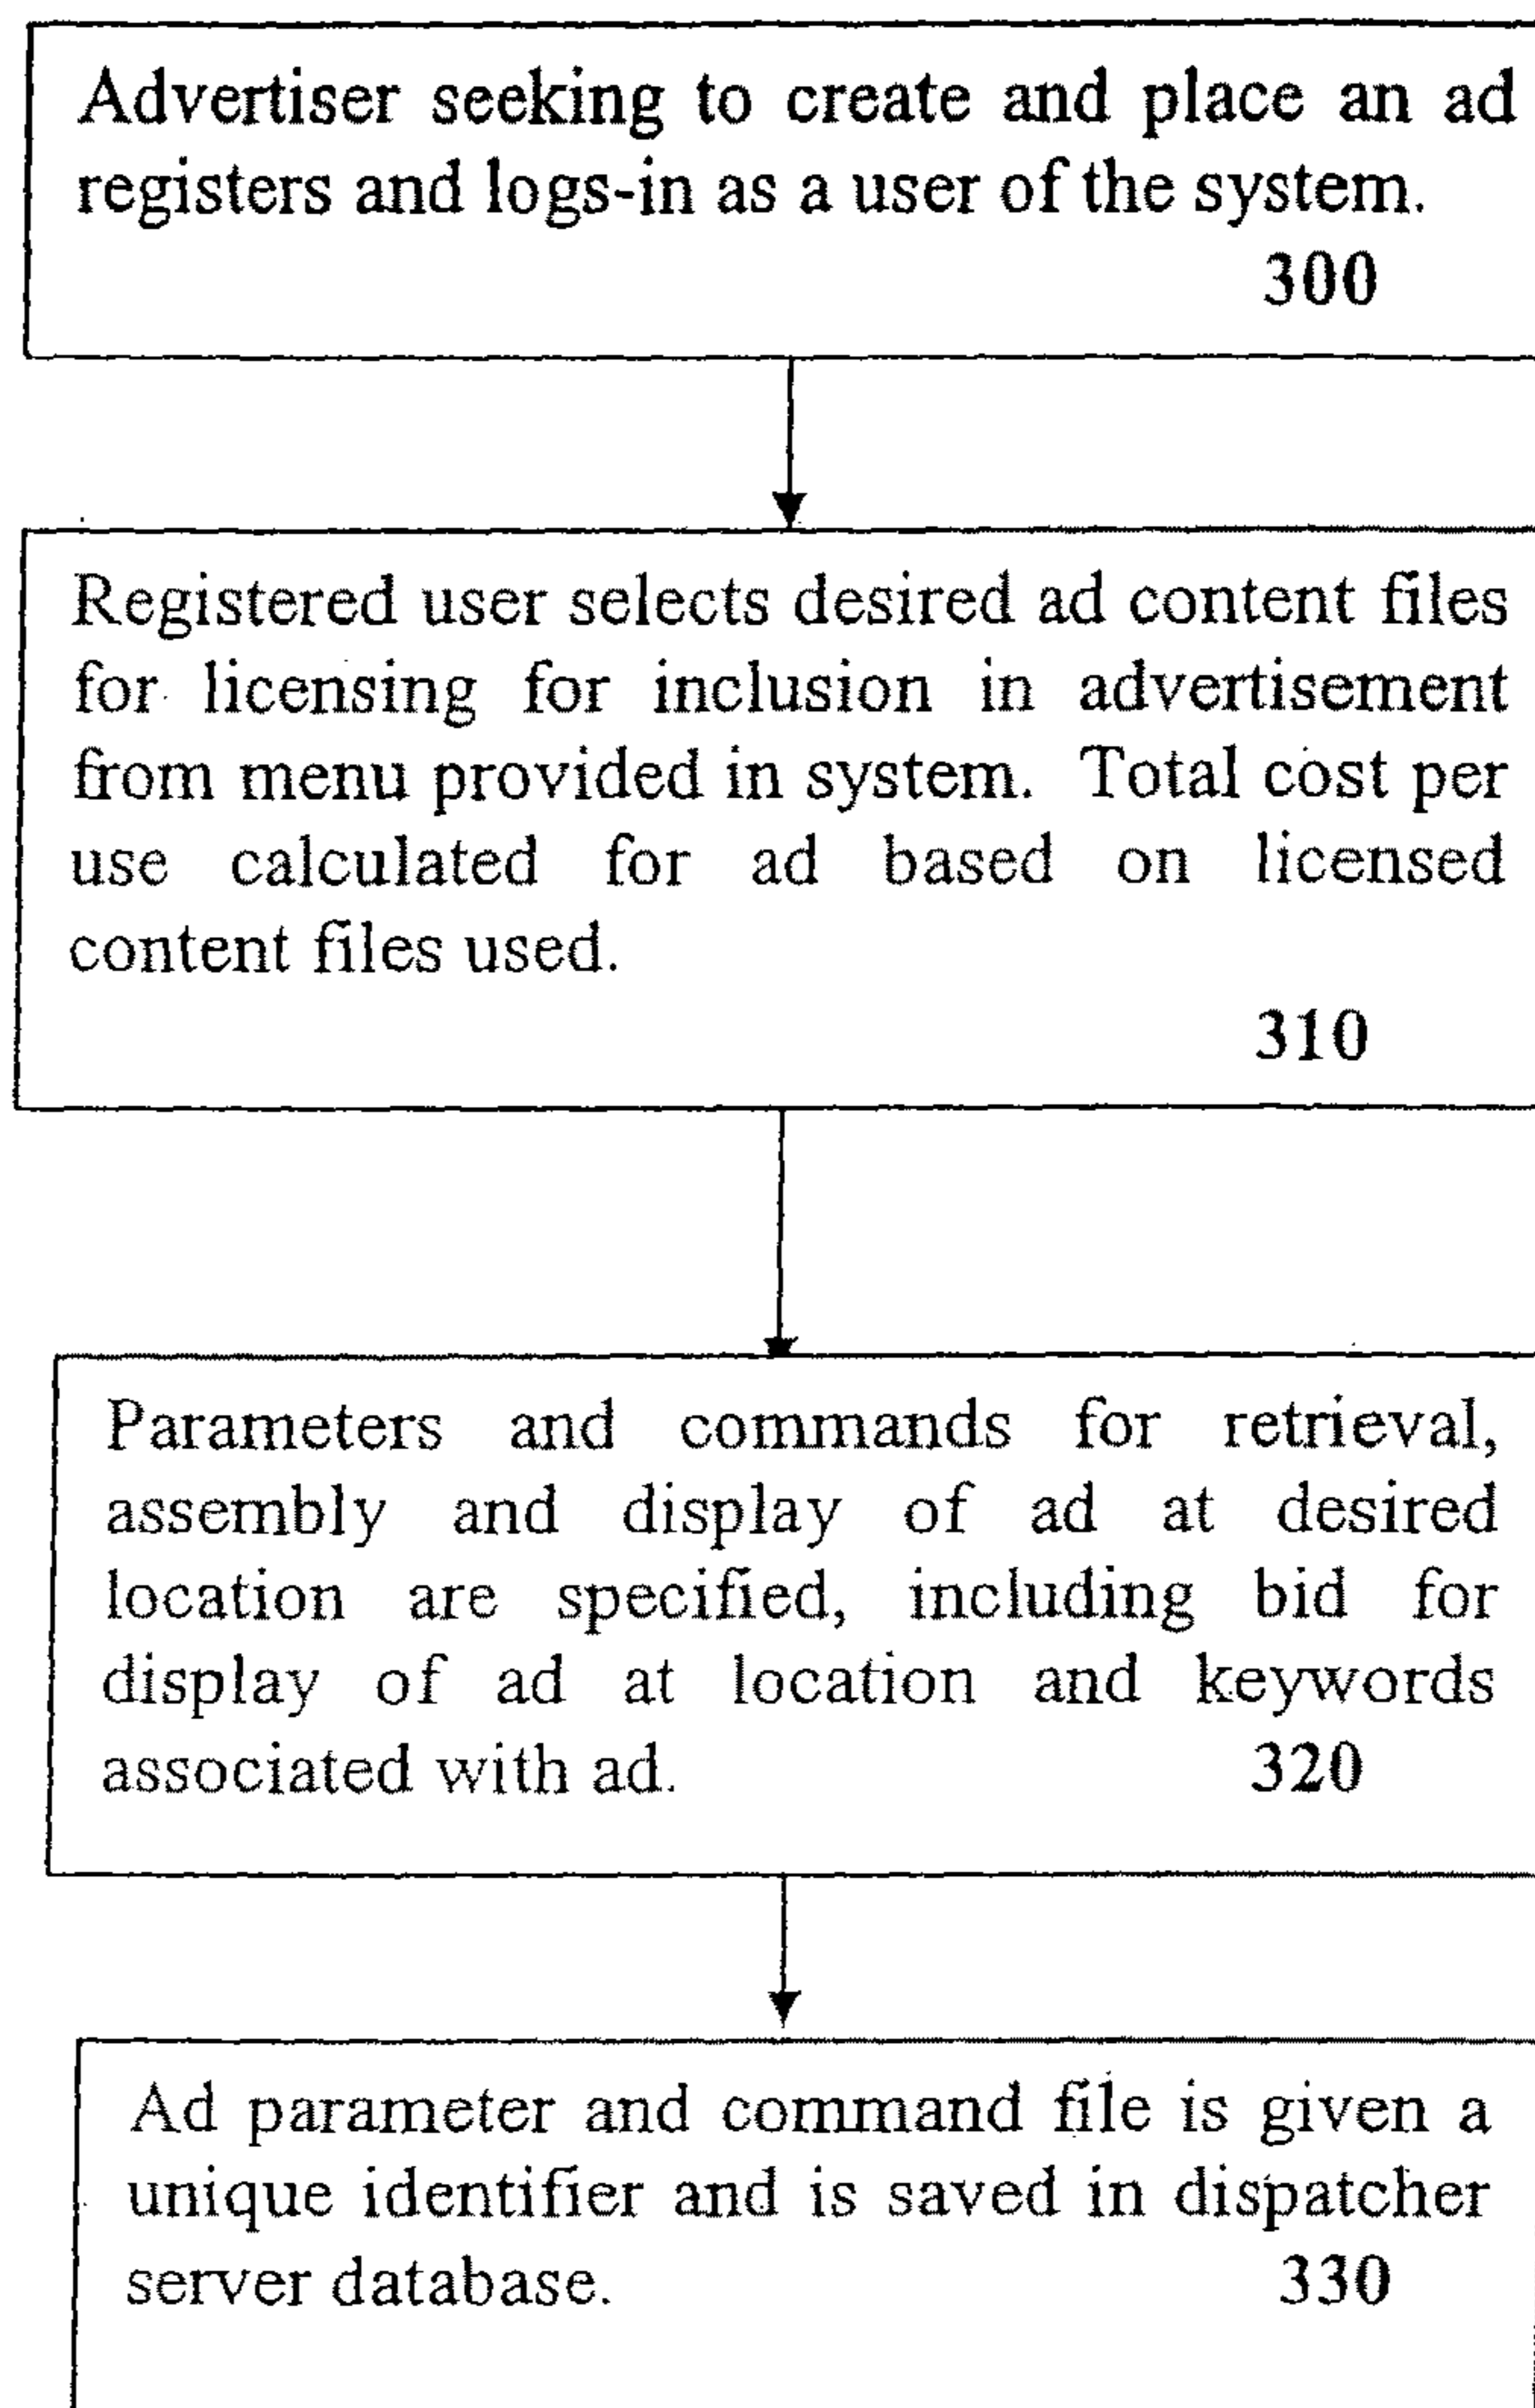 Advertiser seeking to create and place an ad
registers and logs-in as a user of the system.
300
Registered user selects desired ad content files
for licensing for inclusion in advertisement
from menu provided in system. Total cost per
use calculated for ad based on licensed
content files used.
310
Parameters and commands for retrieval,
assembly and display of ad at desired
location are specified, including bid for
display of ad at location and keywords
associated with ad. 320
Ad parameter and command file is given a
unique identifier and is saved in dispatcher
server database. 330